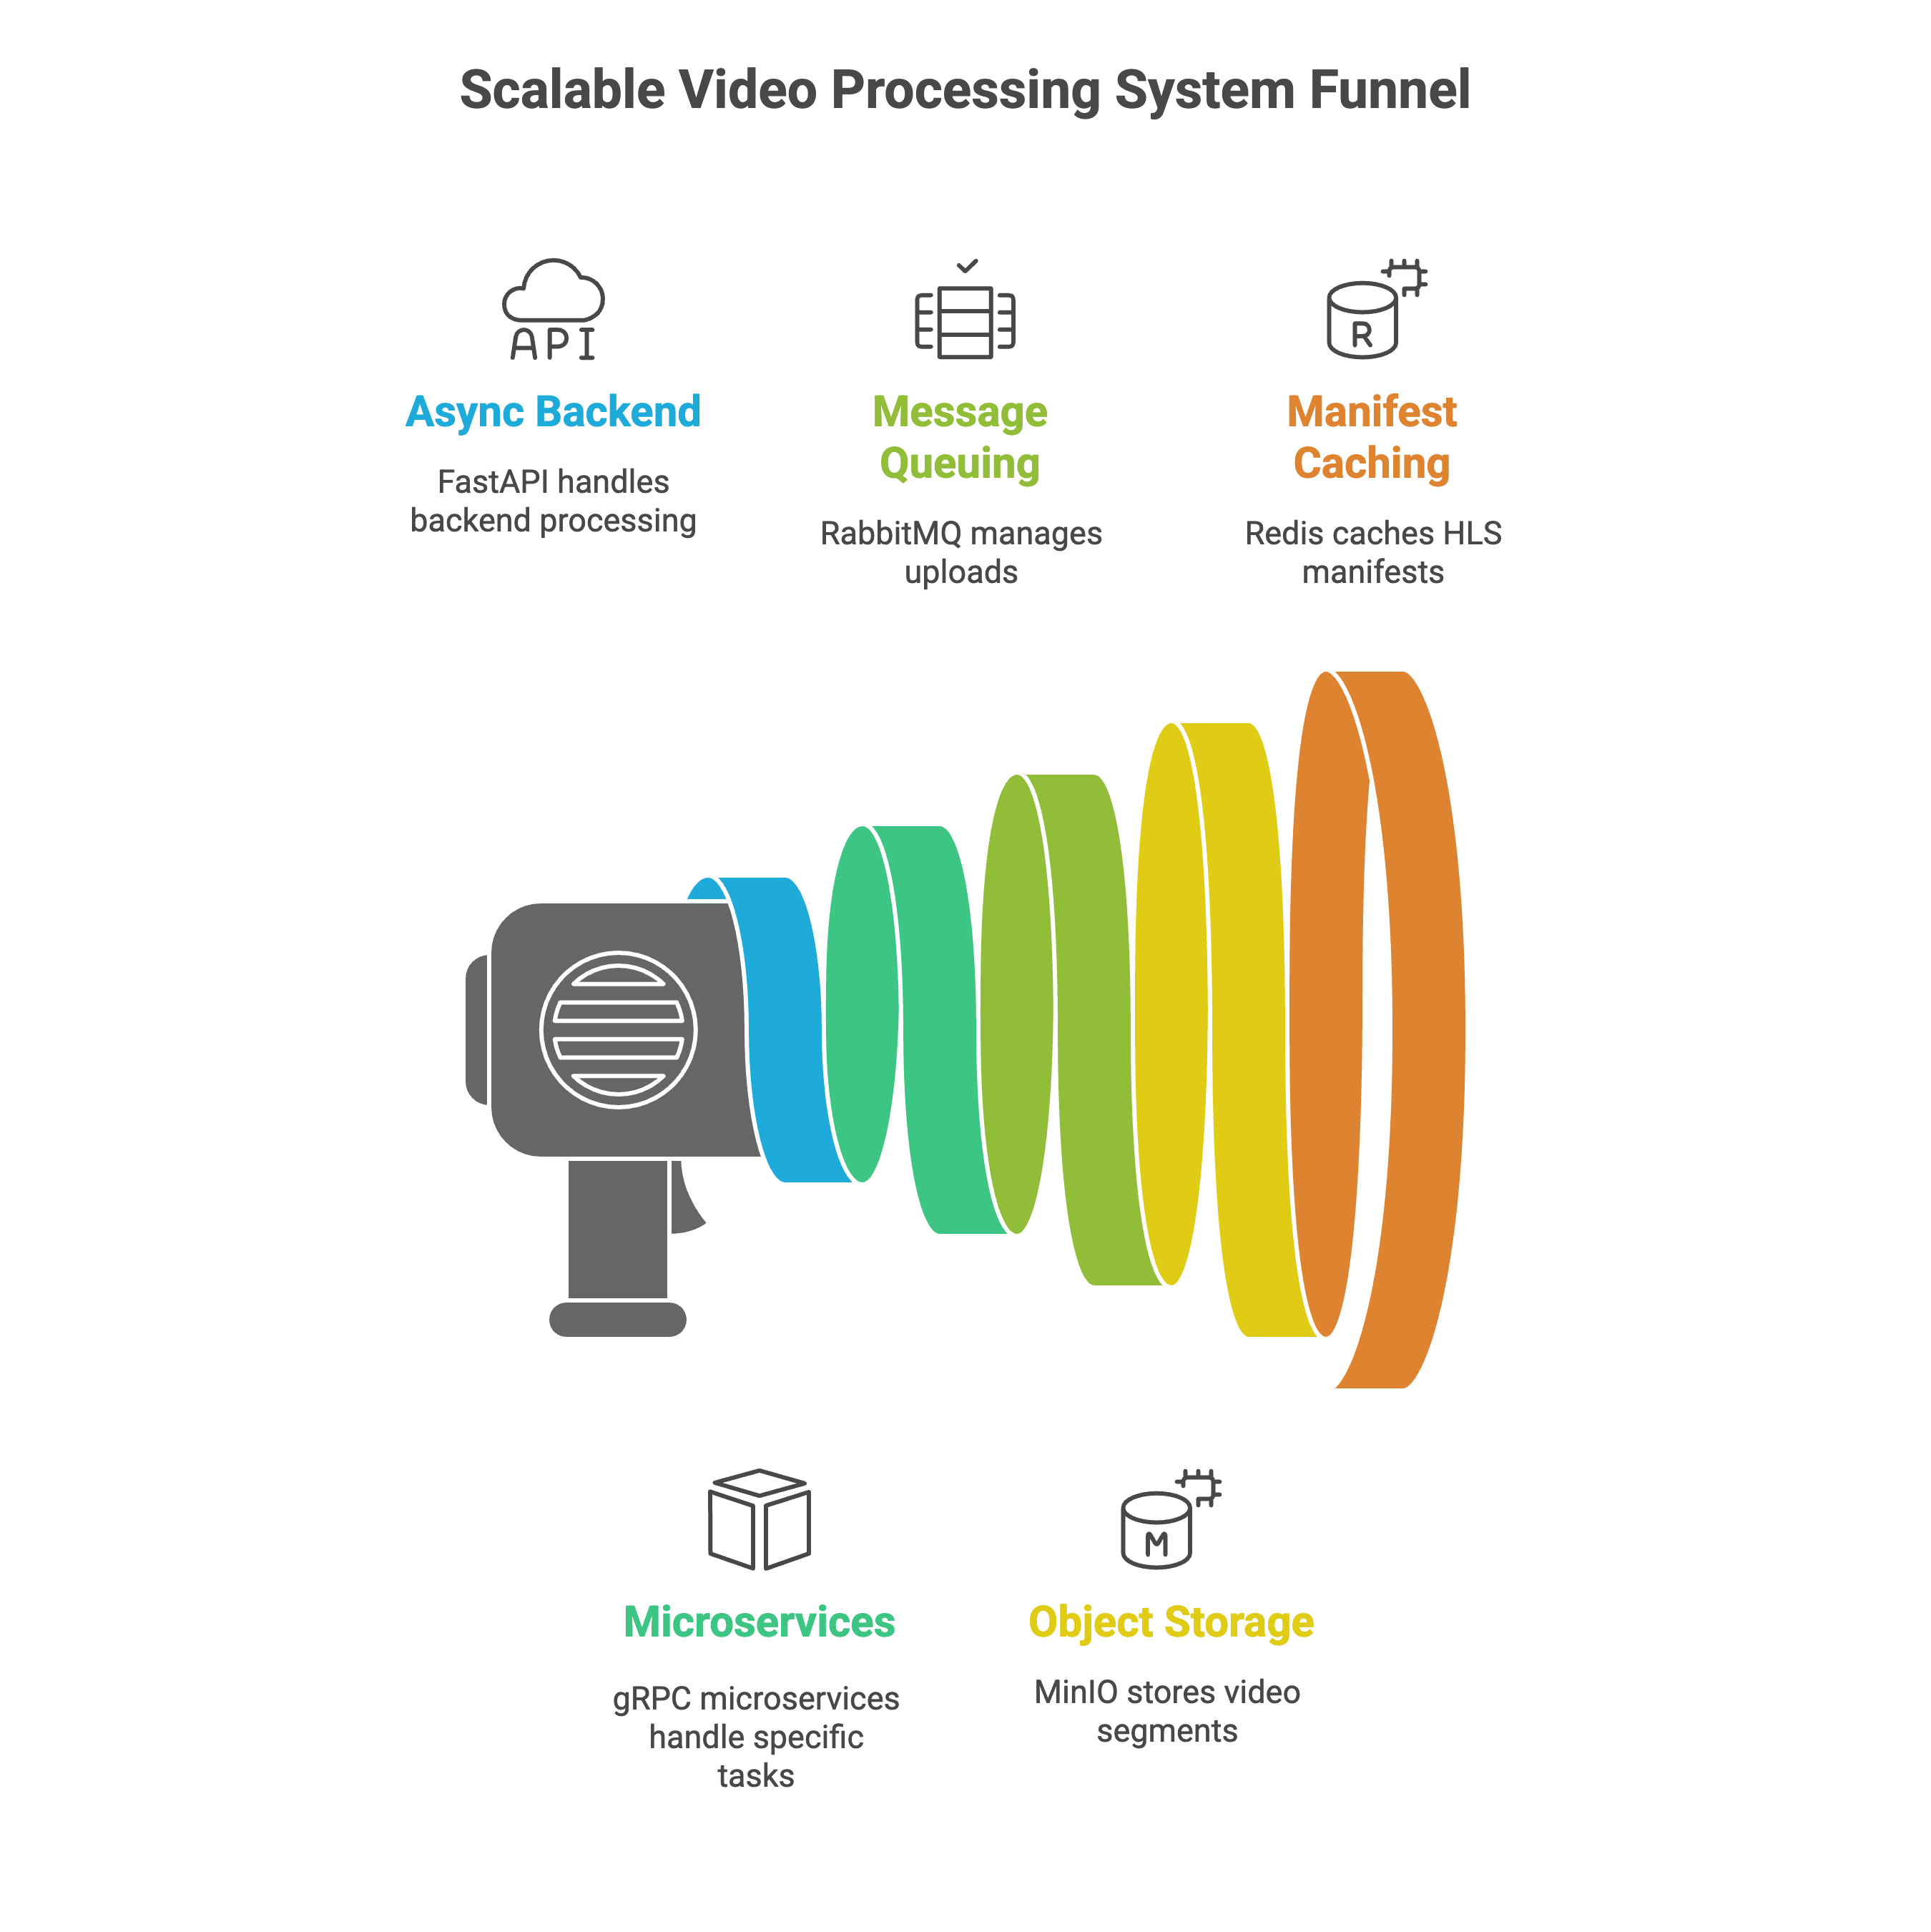 Scalable Video Processing System Funnel
API
Async Backend
FastAPI handles
backend processing
Message
Queuing
RabbitMQ manages
uploads
R
Manifest
Caching
Redis caches HLS
manifests
Microservices
gRPC microservices
handle specific
tasks
M
Object Storage
MinIO stores video
segments